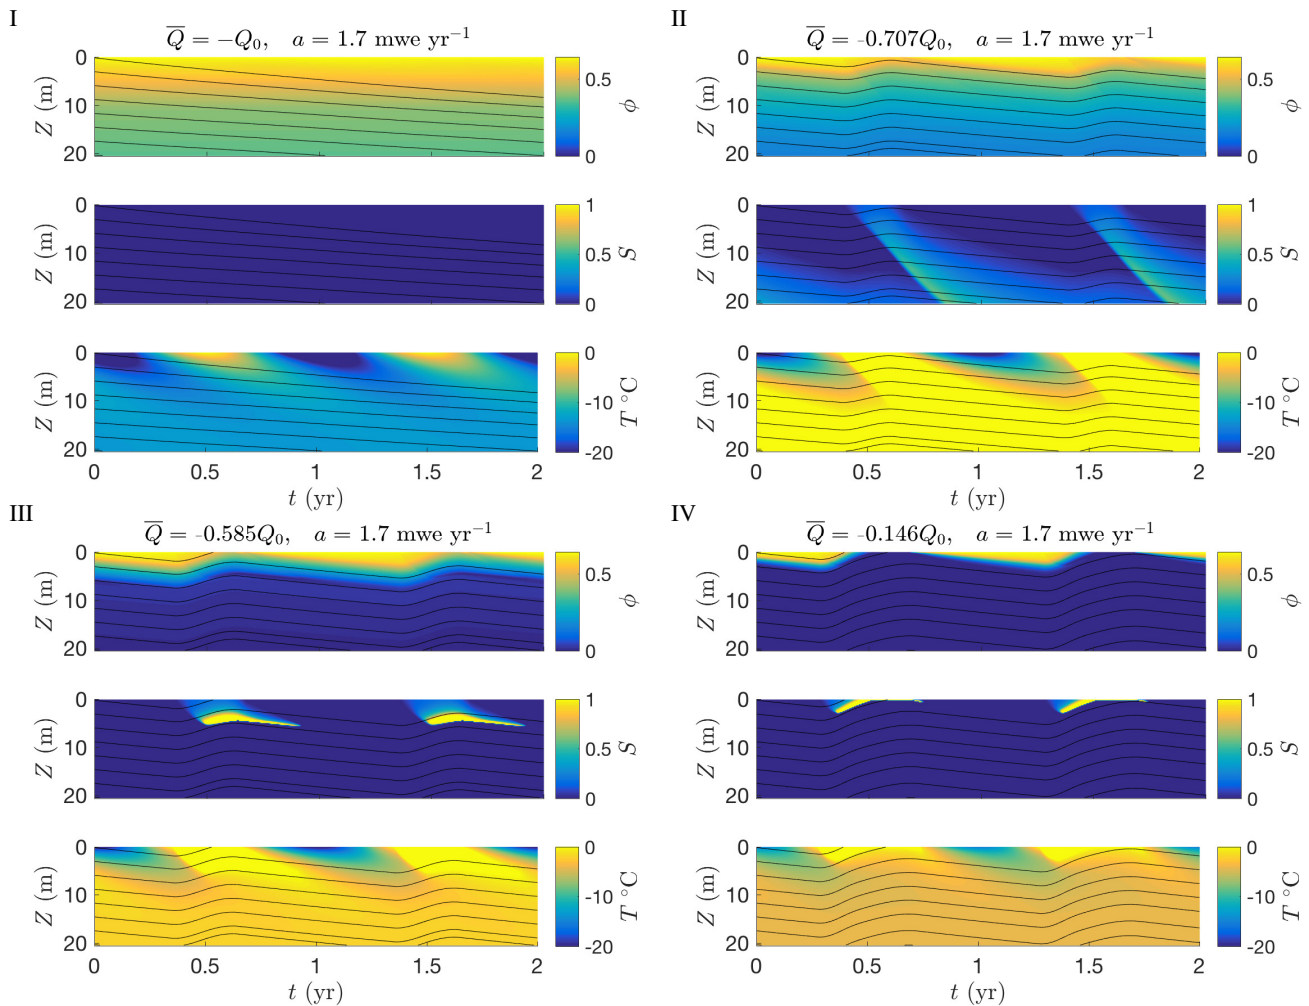 I
Q̅ = −Q₀, a = 1.7 mwe yr⁻¹
0
10
20
Z (m)
0.5
0
ϕ
0
10
20
Z (m)
1
0.5
0
S
0
10
20
Z (m)
0
-10
-20
T °C
0 0.5 1 1.5 2
t (yr)
II
Q̅ = -0.707Q₀, a = 1.7 mwe yr⁻¹
0
10
20
Z (m)
0.5
0
ϕ
0
10
20
Z (m)
1
0.5
0
S
0
10
20
Z (m)
0
-10
-20
T °C
0 0.5 1 1.5 2
t (yr)
III
Q̅ = -0.585Q₀, a = 1.7 mwe yr⁻¹
0
10
20
Z (m)
0.5
0
ϕ
0
10
20
Z (m)
1
0.5
0
S
0
10
20
Z (m)
0
-10
-20
T °C
0 0.5 1 1.5 2
t (yr)
IV
Q̅ = -0.146Q₀, a = 1.7 mwe yr⁻¹
0
10
20
Z (m)
0.5
0
ϕ
0
10
20
Z (m)
1
0.5
0
S
0
10
20
Z (m)
0
-10
-20
T °C
0 0.5 1 1.5 2
t (yr)